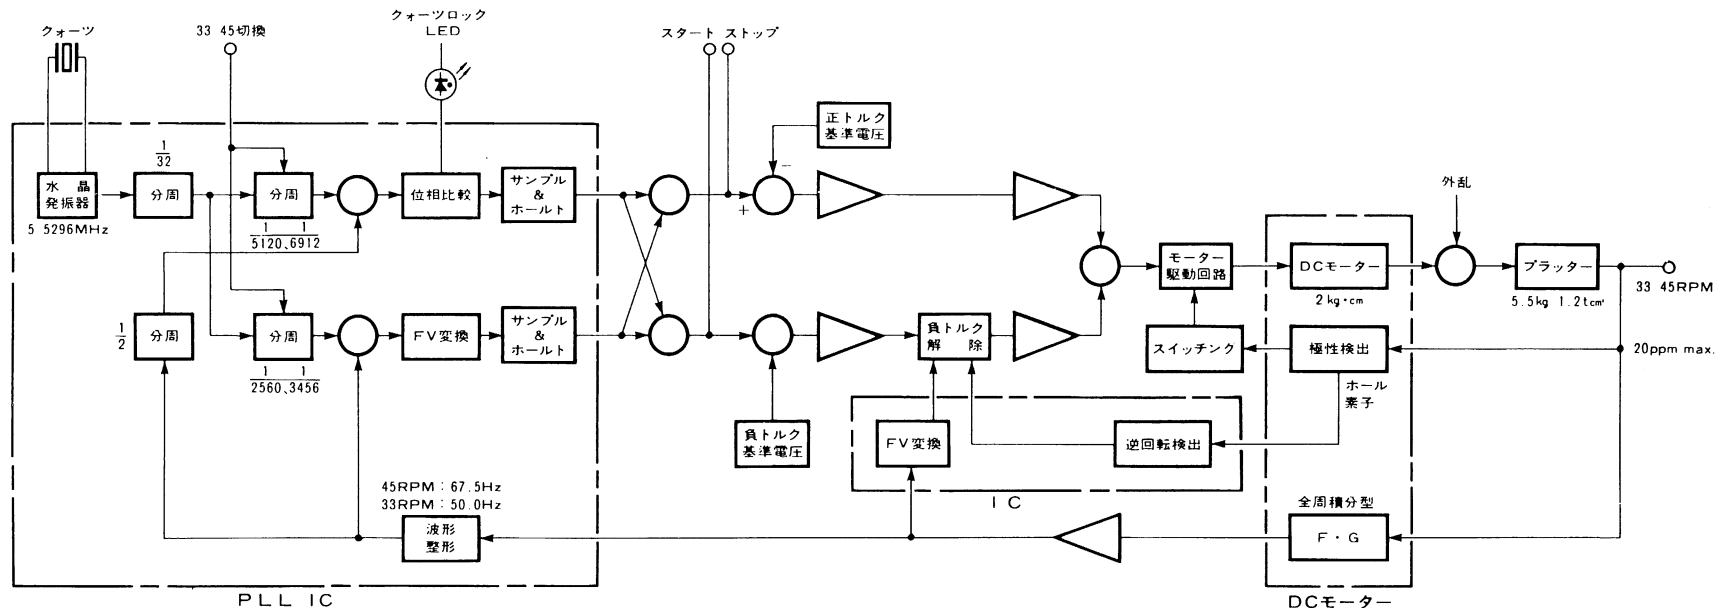 クォーツ
33 45切換
クォーツロック
LED
スタート ストップ
正トルク
基準電圧
外乱
水 晶
発振器
5 5296MHz
1
32
分周
分周
1 1
5120、6912
位相比較
サンプル
&
ホールト
−
+
モーター
駆動回路
DCモーター
2kg・cm
プラッター
5.5kg 1.2tcm²
33 45RPM
1
2
分周
分周
1 1
2560、3456
FV変換
サンプル
&
ホールト
負トルク
解 除
スイッチンク
極性検出
20ppm max.
ホール
素子
負トルク
基準電圧
FV変換
逆回転検出
IC
45RPM:67.5Hz
33RPM:50.0Hz
波形
整形
全周積分型
F・G
PLL IC
DCモーター